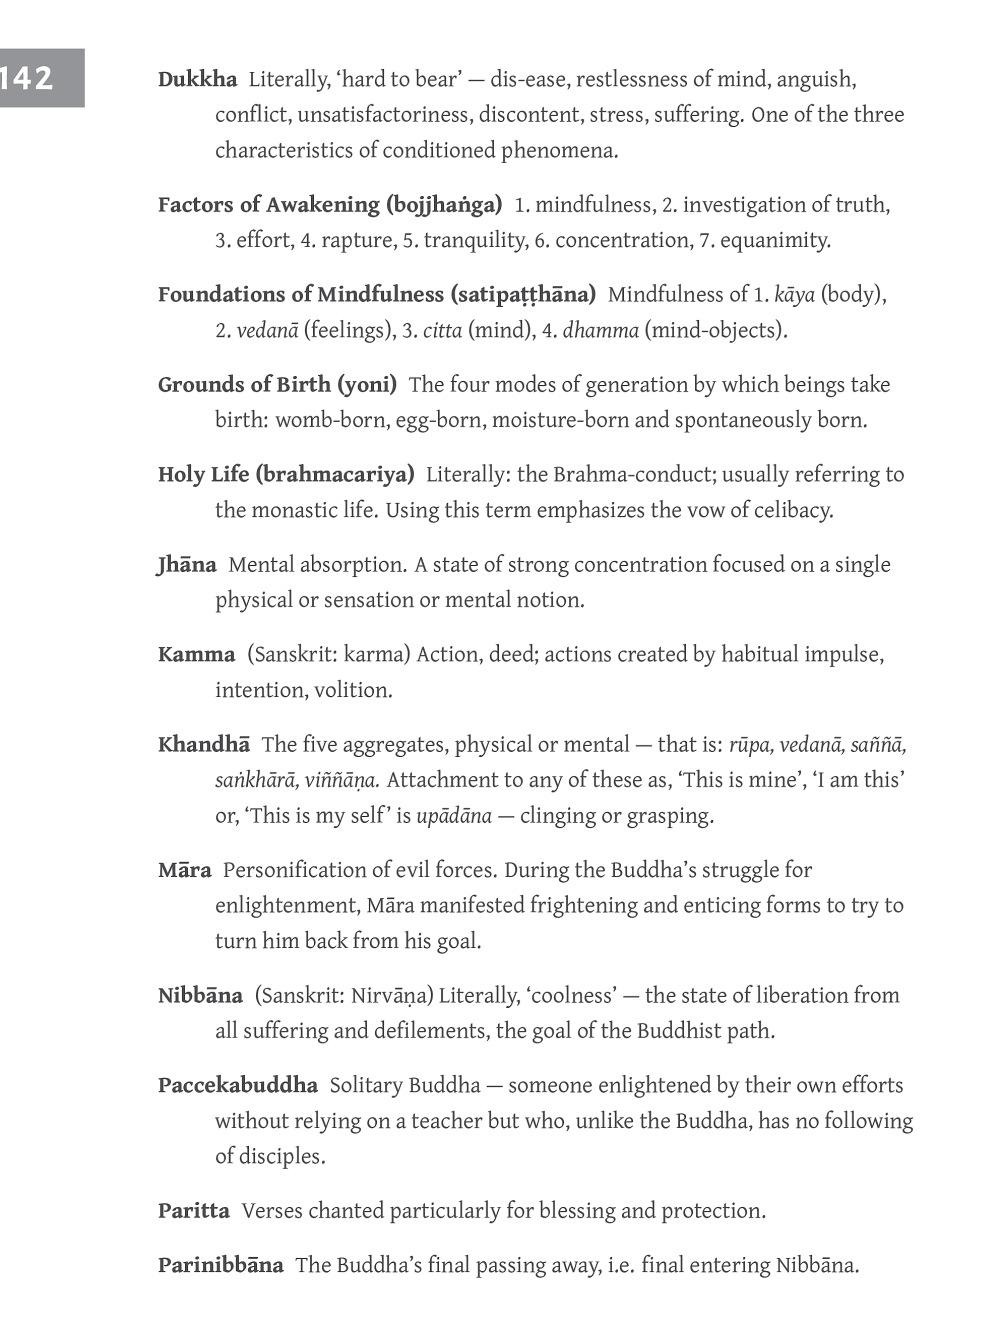 142
Dukkha Literally, ‘hard to bear’ — dis-ease, restlessness of mind, anguish,
conflict, unsatisfactoriness, discontent, stress, suffering. One of the three
characteristics of conditioned phenomena.
Factors of Awakening (bojjhaṅga) 1. mindfulness, 2. investigation of truth,
3. effort, 4. rapture, 5. tranquility, 6. concentration, 7. equanimity.
Foundations of Mindfulness (satipaṭṭhāna) Mindfulness of 1. kāya (body),
2. vedanā (feelings), 3. citta (mind), 4. dhamma (mind-objects).
Grounds of Birth (yoni) The four modes of generation by which beings take
birth: womb-born, egg-born, moisture-born and spontaneously born.
Holy Life (brahmacariya) Literally: the Brahma-conduct; usually referring to
the monastic life. Using this term emphasizes the vow of celibacy.
Jhāna Mental absorption. A state of strong concentration focused on a single
physical or sensation or mental notion.
Kamma (Sanskrit: karma) Action, deed; actions created by habitual impulse,
intention, volition.
Khandhā The five aggregates, physical or mental — that is: rūpa, vedanā, saññā,
saṅkhārā, viññāṇa. Attachment to any of these as, ‘This is mine’, ‘I am this’
or, ‘This is my self’ is upādāna — clinging or grasping.
Māra Personification of evil forces. During the Buddha’s struggle for
enlightenment, Māra manifested frightening and enticing forms to try to
turn him back from his goal.
Nibbāna (Sanskrit: Nirvāṇa) Literally, ‘coolness’ — the state of liberation from
all suffering and defilements, the goal of the Buddhist path.
Paccekabuddha Solitary Buddha — someone enlightened by their own efforts
without relying on a teacher but who, unlike the Buddha, has no following
of disciples.
Paritta Verses chanted particularly for blessing and protection.
Parinibbāna The Buddha’s final passing away, i.e. final entering Nibbāna.